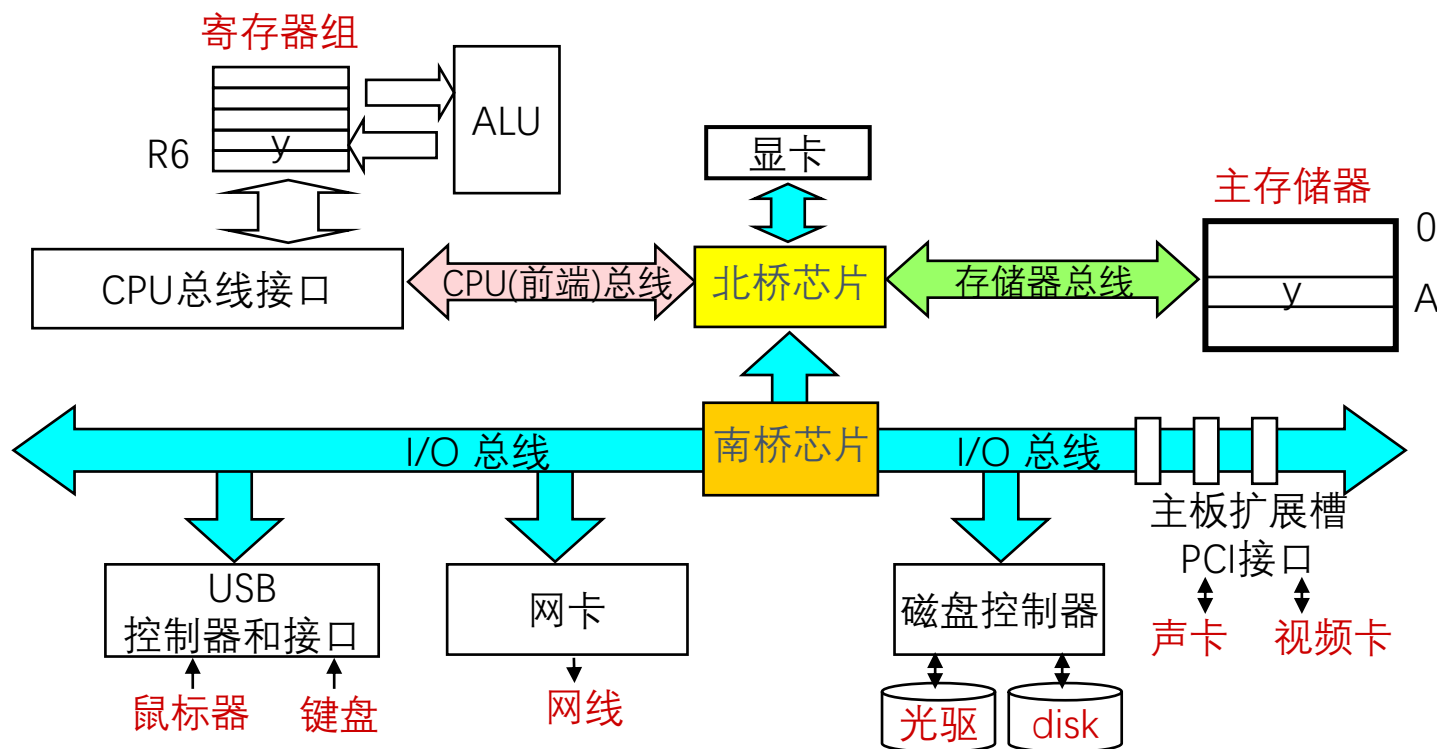 寄存器组
ALU
R6
y
显卡
主存储器
0
CPU总线接口
CPU(前端)总线
北桥芯片
存储器总线
y
A
I/O 总线
南桥芯片
I/O 总线
主板扩展槽
PCI接口
USB
控制器和接口
网卡
磁盘控制器
声卡
视频卡
鼠标器
键盘
网线
光驱
disk